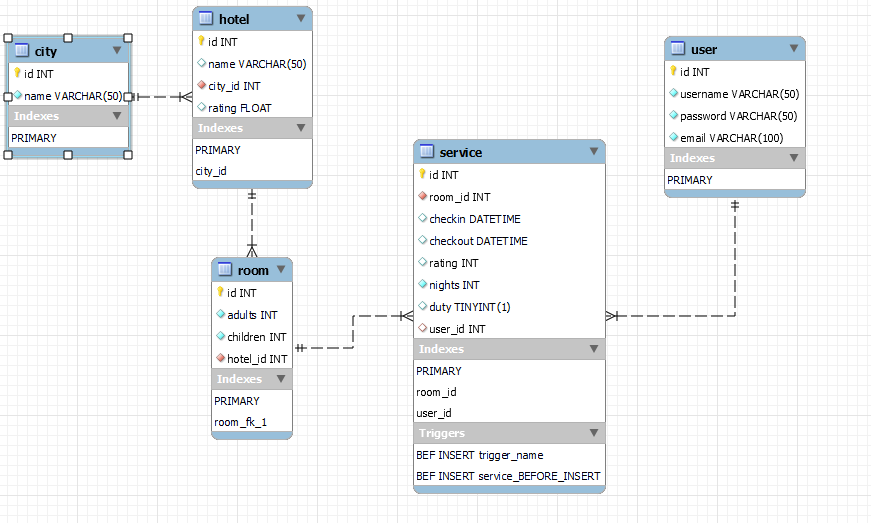 city
id INT
name VARCHAR(50)
Indexes
PRIMARY
hotel
id INT
name VARCHAR(50)
city_id INT
rating FLOAT
Indexes
PRIMARY
city_id
room
id INT
adults INT
children INT
hotel_id INT
Indexes
PRIMARY
room_fk_1
service
id INT
room_id INT
checkin DATETIME
checkout DATETIME
rating INT
nights INT
duty TINYINT(1)
user_id INT
Indexes
PRIMARY
room_id
user_id
Triggers
BEF INSERT trigger_name
BEF INSERT service_BEFORE_INSERT
user
id INT
username VARCHAR(50)
password VARCHAR(50)
email VARCHAR(100)
Indexes
PRIMARY